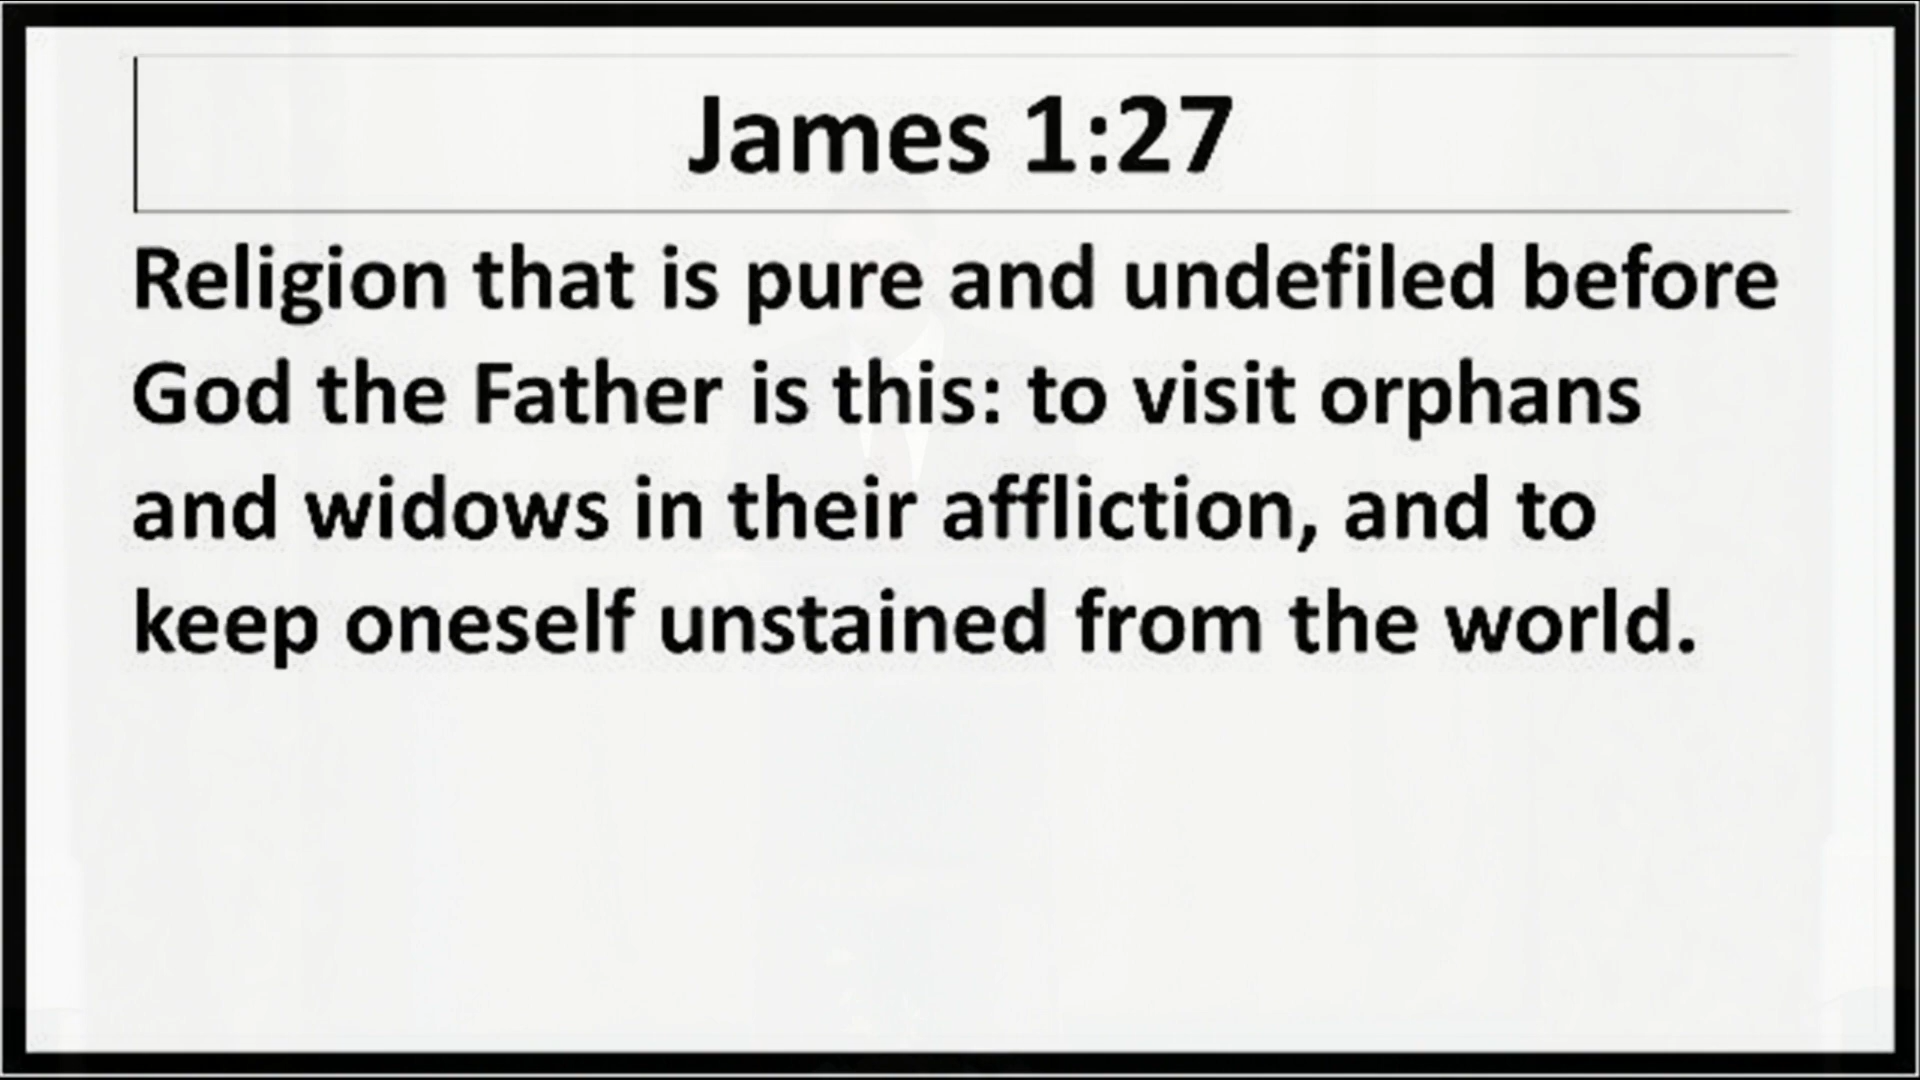 James 1:27
Religion that is pure and undefiled before
God the Father is this: to visit orphans
and widows in their affliction, and to
keep oneself unstained from the world.